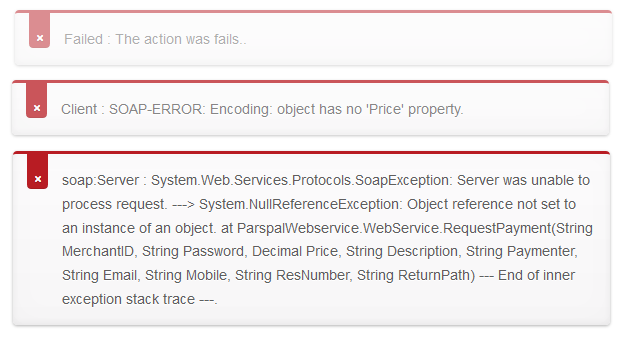 Failed : The action was fails..
Client : SOAP-ERROR: Encoding: object has no 'Price' property.
soap:Server : System.Web.Services.Protocols.SoapException: Server was unable to
process request. ---> System.NullReferenceException: Object reference not set to
an instance of an object. at ParspalWebservice.WebService.RequestPayment(String
MerchantID, String Password, Decimal Price, String Description, String Paymenter,
String Email, String Mobile, String ResNumber, String ReturnPath) --- End of inner
exception stack trace ---.